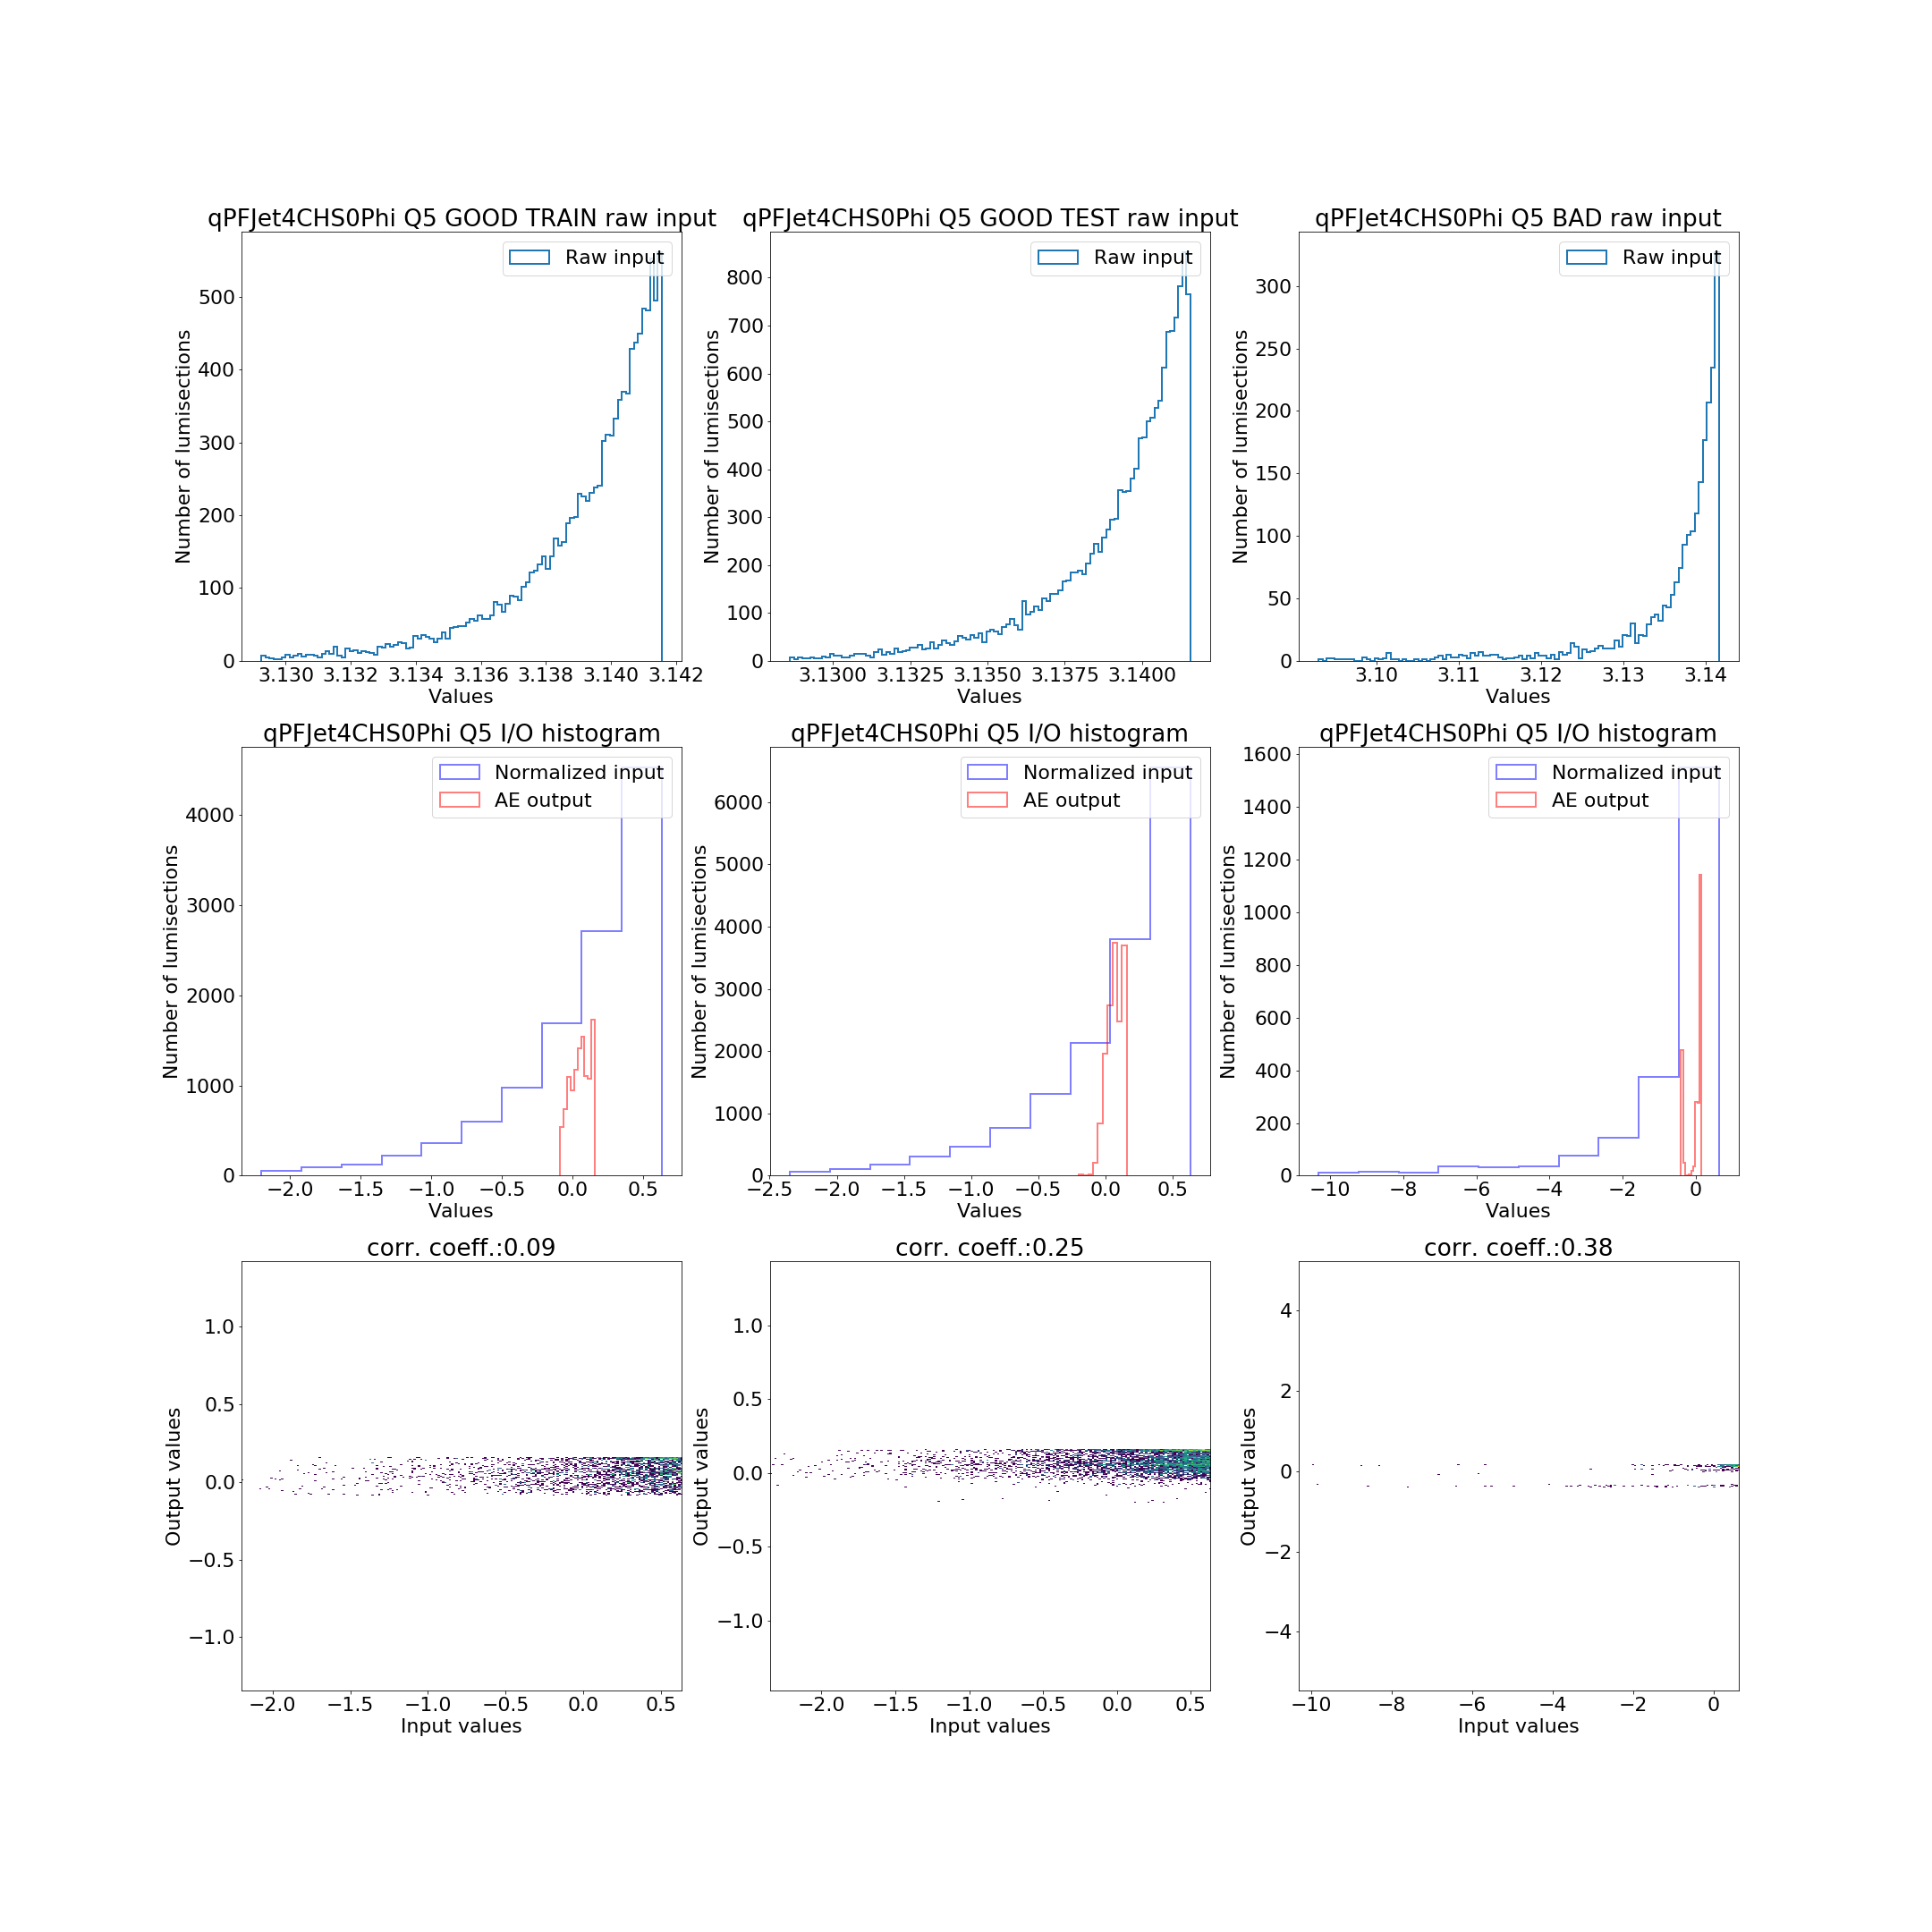 qPFJet4CHS0Phi Q5 GOOD TRAIN raw input
Raw input
Number of lumisections
0
100
200
300
400
500
3.130 3.132 3.134 3.136 3.138 3.140 3.142
Values
qPFJet4CHS0Phi Q5 GOOD TEST raw input
Raw input
Number of lumisections
0
100
200
300
400
500
600
700
800
3.1300 3.1325 3.1350 3.1375 3.1400
Values
qPFJet4CHS0Phi Q5 BAD raw input
Raw input
Number of lumisections
0
50
100
150
200
250
300
3.10 3.11 3.12 3.13 3.14
Values
qPFJet4CHS0Phi Q5 I/O histogram
Normalized input
AE output
Number of lumisections
0
1000
2000
3000
4000
−2.0 −1.5 −1.0 −0.5 0.0 0.5
Values
qPFJet4CHS0Phi Q5 I/O histogram
Normalized input
AE output
Number of lumisections
0
1000
2000
3000
4000
5000
6000
−2.5 −2.0 −1.5 −1.0 −0.5 0.0 0.5
Values
qPFJet4CHS0Phi Q5 I/O histogram
Normalized input
AE output
Number of lumisections
0
200
400
600
800
1000
1200
1400
1600
−10 −8 −6 −4 −2 0
Values
corr. coeff.:0.09
Output values
1.0
0.5
0.0
−0.5
−1.0
−2.0 −1.5 −1.0 −0.5 0.0 0.5
Input values
corr. coeff.:0.25
Output values
1.0
0.5
0.0
−0.5
−1.0
−2.0 −1.5 −1.0 −0.5 0.0 0.5
Input values
corr. coeff.:0.38
Output values
4
2
0
−2
−4
−10 −8 −6 −4 −2 0
Input values